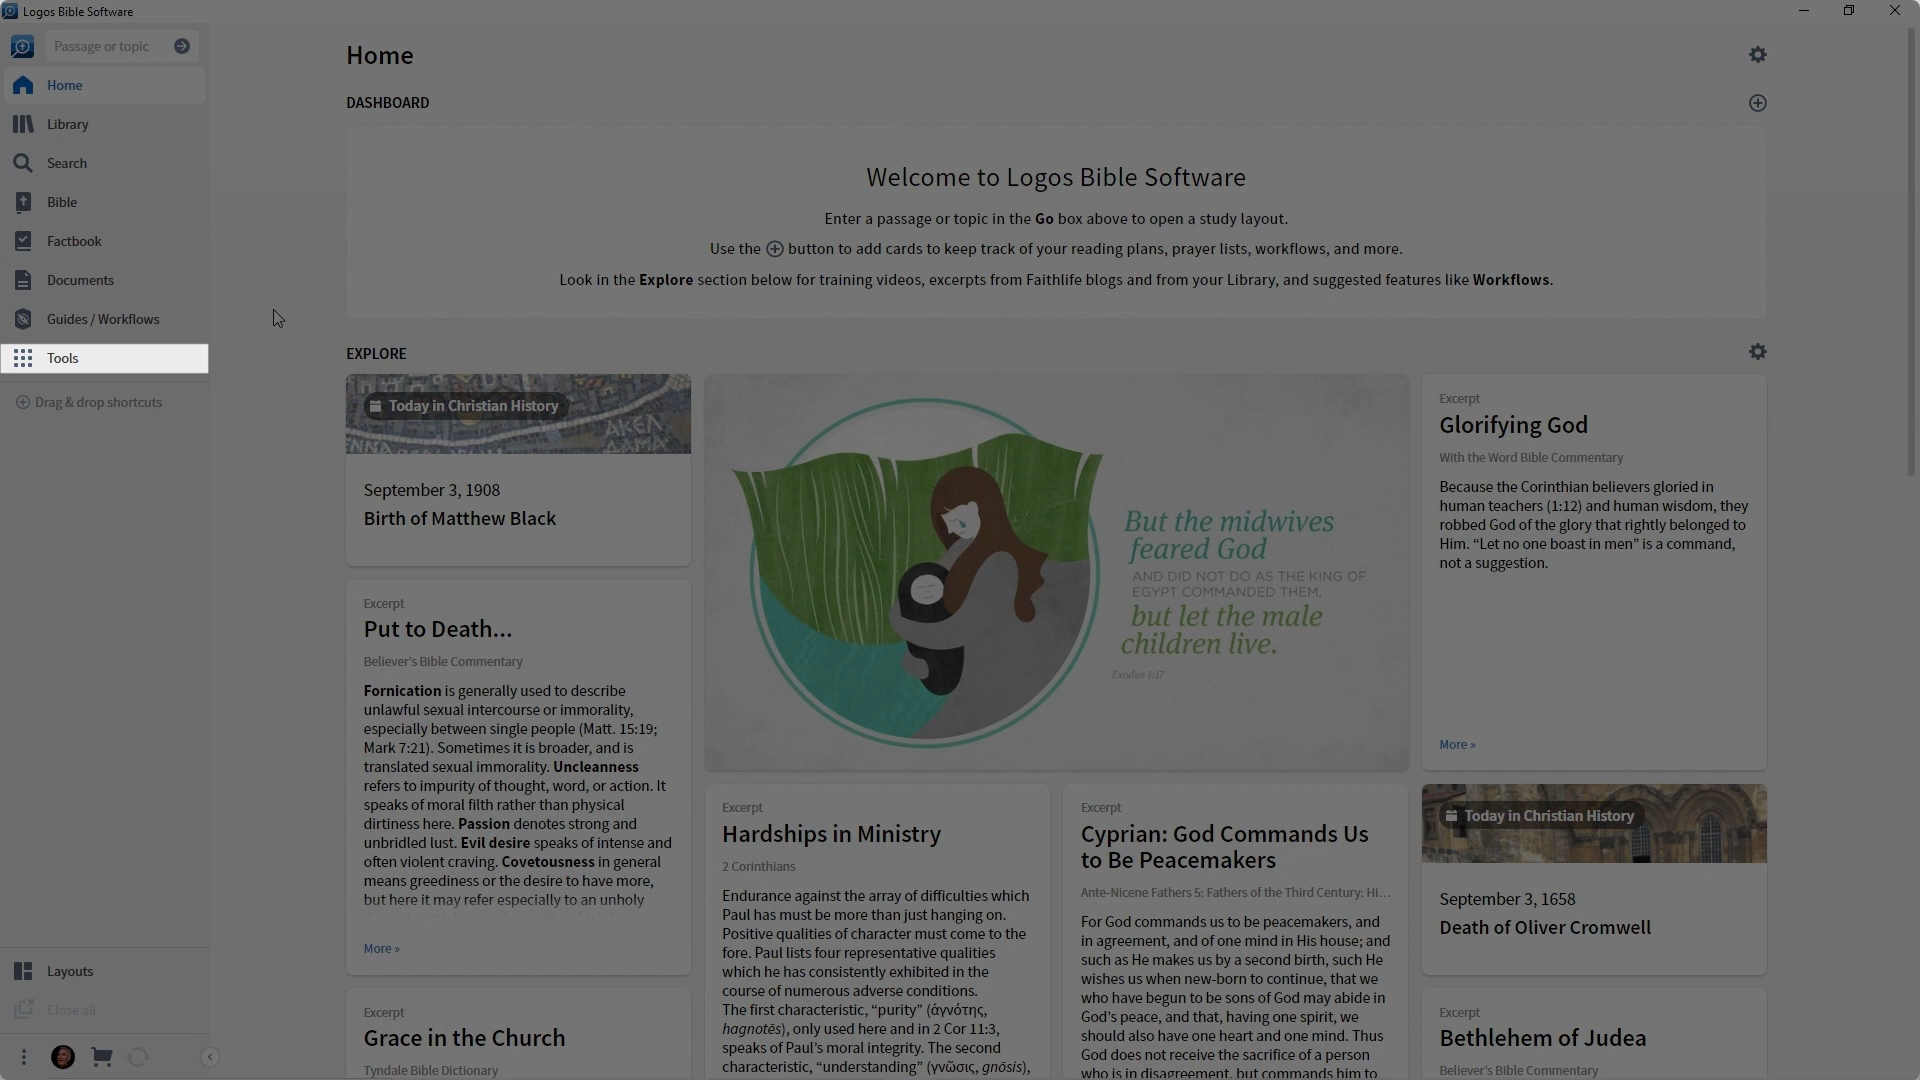 Logos Bible Software
Passage or topic
Home
Library
Search
Bible
Factbook
Documents
Guides / Workflows
Tools
Drag & drop shortcuts
Layouts
Close all
Home
DASHBOARD
Welcome to Logos Bible Software
Enter a passage or topic in the Go box above to open a study layout.
Use the button to add cards to keep track of your reading plans, prayer lists, workflows, and more.
Look in the Explore section below for training videos, excerpts from Faithlife blogs and from your Library, and suggested features like Workflows.
EXPLORE
Today in Christian History
September 3, 1908
Birth of Matthew Black
Excerpt
Put to Death...
Believer's Bible Commentary
Fornication is generally used to describe
unlawful sexual intercourse or immorality,
especially between single people (Matt. 15:19;
Mark 7:21). Sometimes it is broader, and is
translated sexual immorality. Uncleanness
refers to impurity of thought, word, or action. It
speaks of moral filth rather than physical
dirtiness here. Passion denotes strong and
unbridled lust. Evil desire speaks of intense and
often violent craving. Covetousness in general
means greediness or the desire to have more,
but here it may refer especially to an unholy
More »
Excerpt
Grace in the Church
Tyndale Bible Dictionary
But the midwives
feared God
AND DID NOT DO AS THE KING OF
EGYPT COMMANDED THEM,
but let the male
children live.
Exodus 1:17
Excerpt
Hardships in Ministry
2 Corinthians
Endurance against the array of difficulties which
Paul has must be more than just hanging on.
Positive qualities of character must come to the
fore. Paul lists four representative qualities
which he has consistently exhibited in the
course of numerous adverse conditions.
The first characteristic, “purity” (ἁγνότης,
hagnotēs), only used here and in 2 Cor 11:3,
speaks of Paul's moral integrity. The second
characteristic, “understanding” (γνῶσις, gnōsis),
Excerpt
Cyprian: God Commands Us
to Be Peacemakers
Ante-Nicene Fathers 5: Fathers of the Third Century: Hi...
For God commands us to be peacemakers, and
in agreement, and of one mind in His house; and
such as He makes us by a second birth, such He
wishes us when new-born to continue, that we
who have begun to be sons of God may abide in
God's peace, and that, having one spirit, we
should also have one heart and one mind. Thus
God does not receive the sacrifice of a person
who is in disagreement, but commands him to
Excerpt
Glorifying God
With the Word Bible Commentary
Because the Corinthian believers gloried in
human teachers (1:12) and human wisdom, they
robbed God of the glory that rightly belonged to
Him. “Let no one boast in men” is a command,
not a suggestion.
More »
Today in Christian History
September 3, 1658
Death of Oliver Cromwell
Excerpt
Bethlehem of Judea
Believer's Bible Commentary